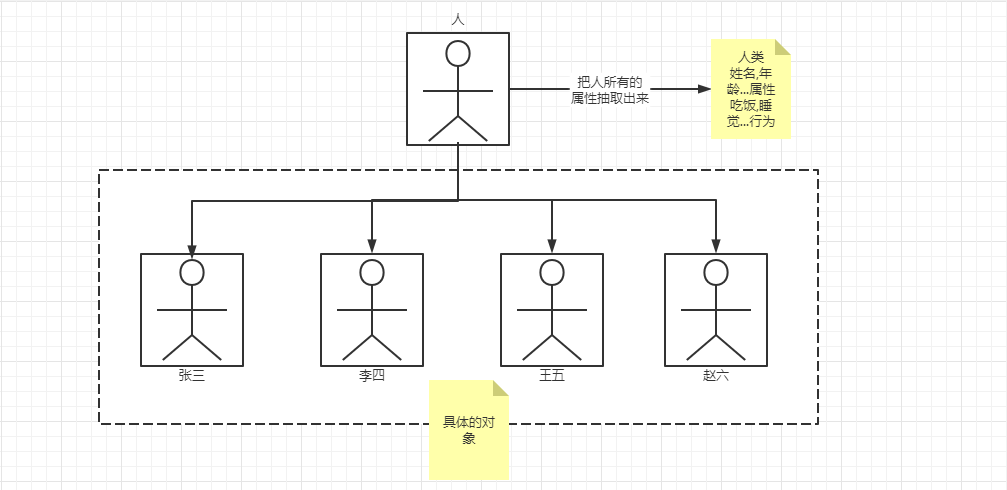 人
把人所有的
属性抽取出来
人类
姓名,年
龄...属性
吃饭,睡
觉...行为
张三
李四
王五
赵六
具体的对
象